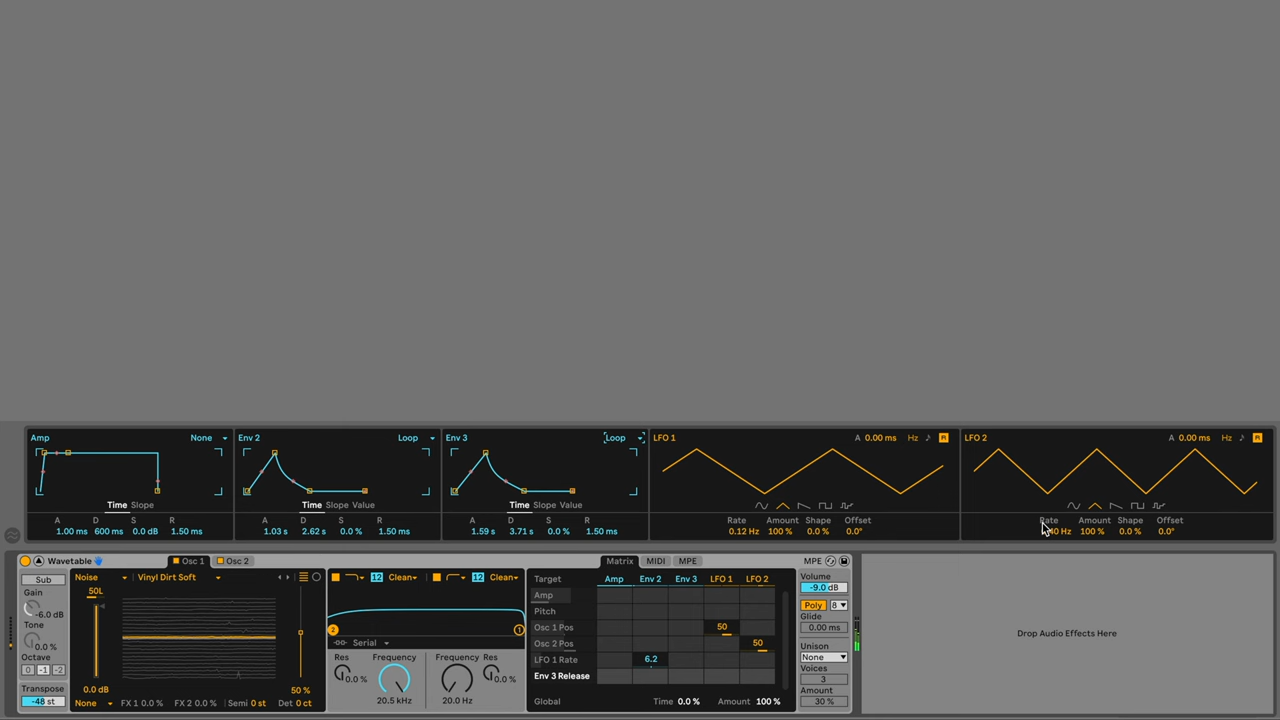 Amp None
Time Slope
A D S R
1.00 ms 600 ms 0.0 dB 1.50 ms
Env 2 Loop
Time Slope Value
A D S R
1.03 s 2.62 s 0.0 % 1.50 ms
Env 3 Loop
Time Slope Value
A D S R
1.59 s 3.71 s 0.0 % 1.50 ms
LFO 1 A 0.00 ms Hz R
Rate Amount Shape Offset
0.12 Hz 100 % 0.0 % 0.0°
LFO 2 A 0.00 ms Hz R
Rate Amount Shape Offset
Hz 100 % 0.0 % 0.0°
Wavetable
Sub
Gain
-6.0 dB
Tone
0.0 %
Octave
0 -1 -2
Transpose
-48 st
Osc 1 Osc 2
Noise Vinyl Dirt Soft
50L
0.0 dB 50 %
None FX 1 0.0 % FX 2 0.0 % Semi 0 st Det 0 ct
12 Clean 12 Clean
2 1
Serial
Res Frequency Frequency Res
0.0 % 0.0 %
20.5 kHz 20.0 Hz
Matrix MIDI MPE
Target Amp Env 2 Env 3 LFO 1 LFO 2
Amp
Pitch
Osc 1 Pos 50
Osc 2 Pos 50
LFO 1 Rate 6.2
Env 3 Release
Global Time 0.0 % Amount 100 %
MPE
Volume
-9.0 dB
Poly 8
Glide
0.00 ms
Unison
None
Voices
3
Amount
30 %
Drop Audio Effects Here